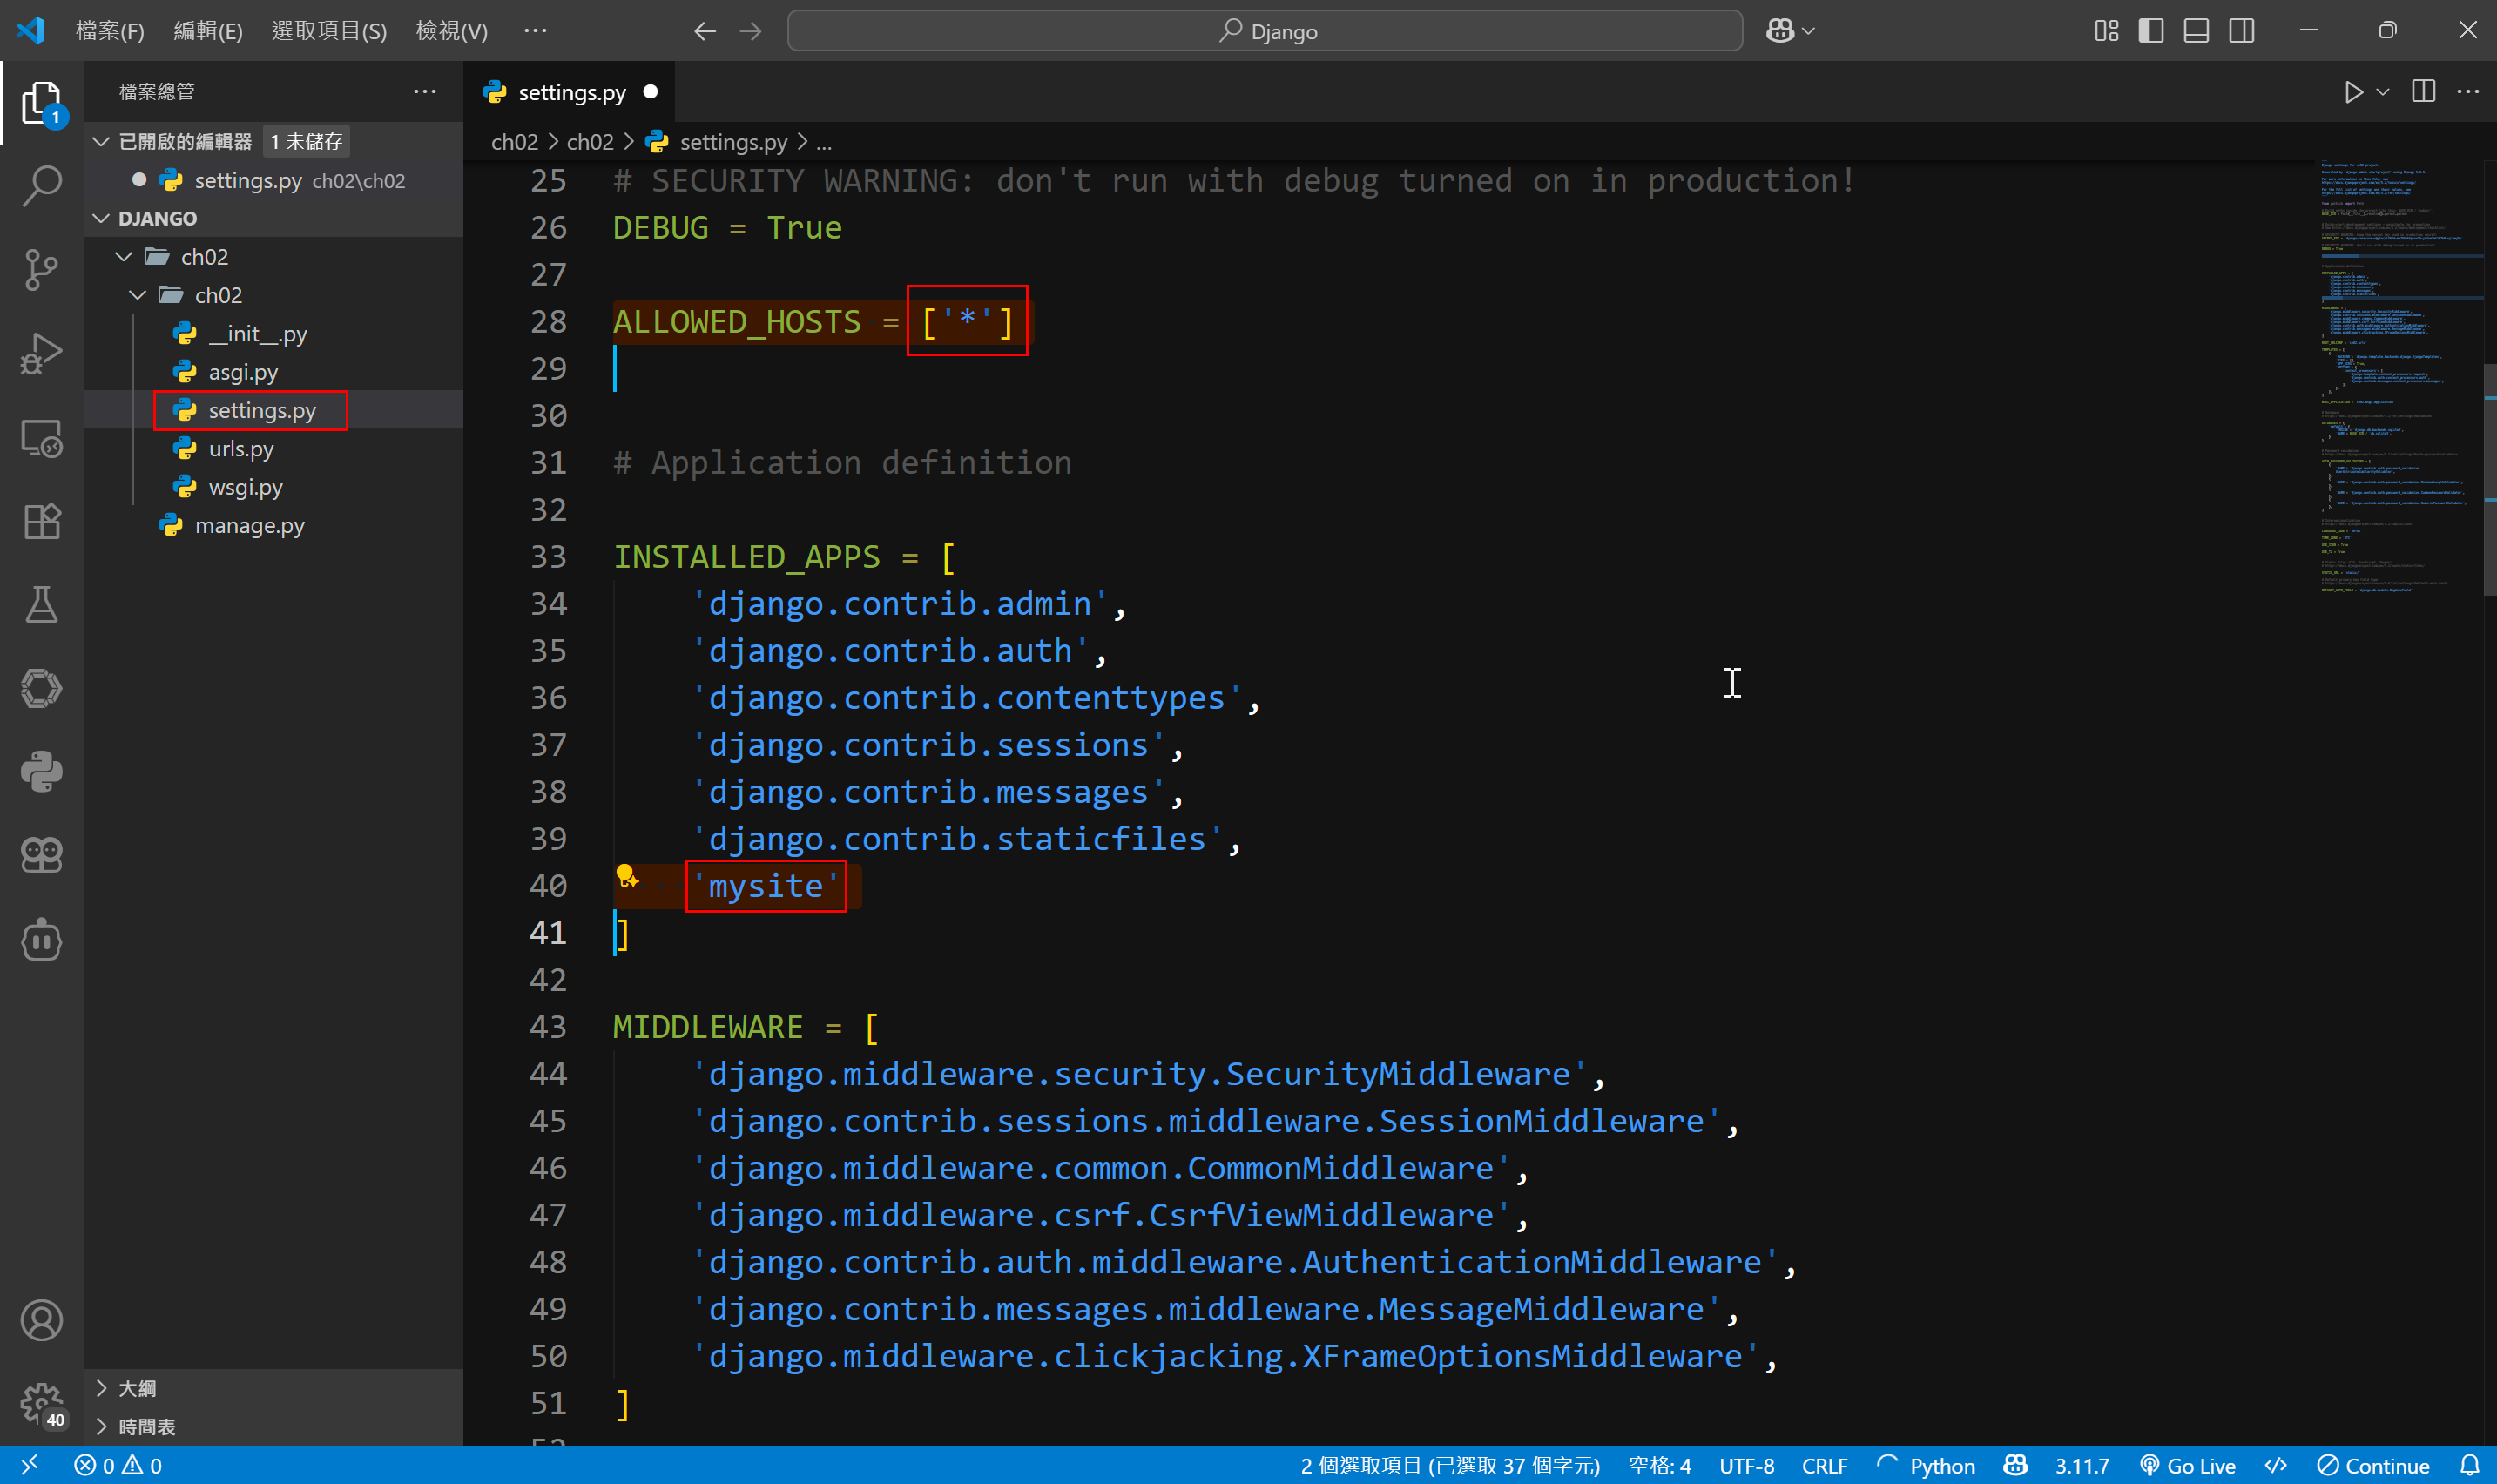 檔案(F) 編輯(E) 選取項目(S) 檢視(V) ··· Django
檔案總管
settings.py
1
已開啟的編輯器 1 未儲存
settings.py ch02\ch02
DJANGO
ch02
ch02
__init__.py
asgi.py
settings.py
urls.py
wsgi.py
manage.py
大綱
時間表
40
ch02 > ch02 > settings.py > ...
25 # SECURITY WARNING: don't run with debug turned on in production!
26 DEBUG = True
27
28 ALLOWED_HOSTS = ['*']
29
30
31 # Application definition
32
33 INSTALLED_APPS = [
34 'django.contrib.admin',
35 'django.contrib.auth',
36 'django.contrib.contenttypes',
37 'django.contrib.sessions',
38 'django.contrib.messages',
39 'django.contrib.staticfiles',
40 'mysite'
41 ]
42
43 MIDDLEWARE = [
44 'django.middleware.security.SecurityMiddleware',
45 'django.contrib.sessions.middleware.SessionMiddleware',
46 'django.middleware.common.CommonMiddleware',
47 'django.middleware.csrf.CsrfViewMiddleware',
48 'django.contrib.auth.middleware.AuthenticationMiddleware',
49 'django.contrib.messages.middleware.MessageMiddleware',
50 'django.middleware.clickjacking.XFrameOptionsMiddleware',
51 ]
0 0 2 個選取項目 (已選取 37 個字元) 空格: 4 UTF-8 CRLF Python 3.11.7 Go Live Continue